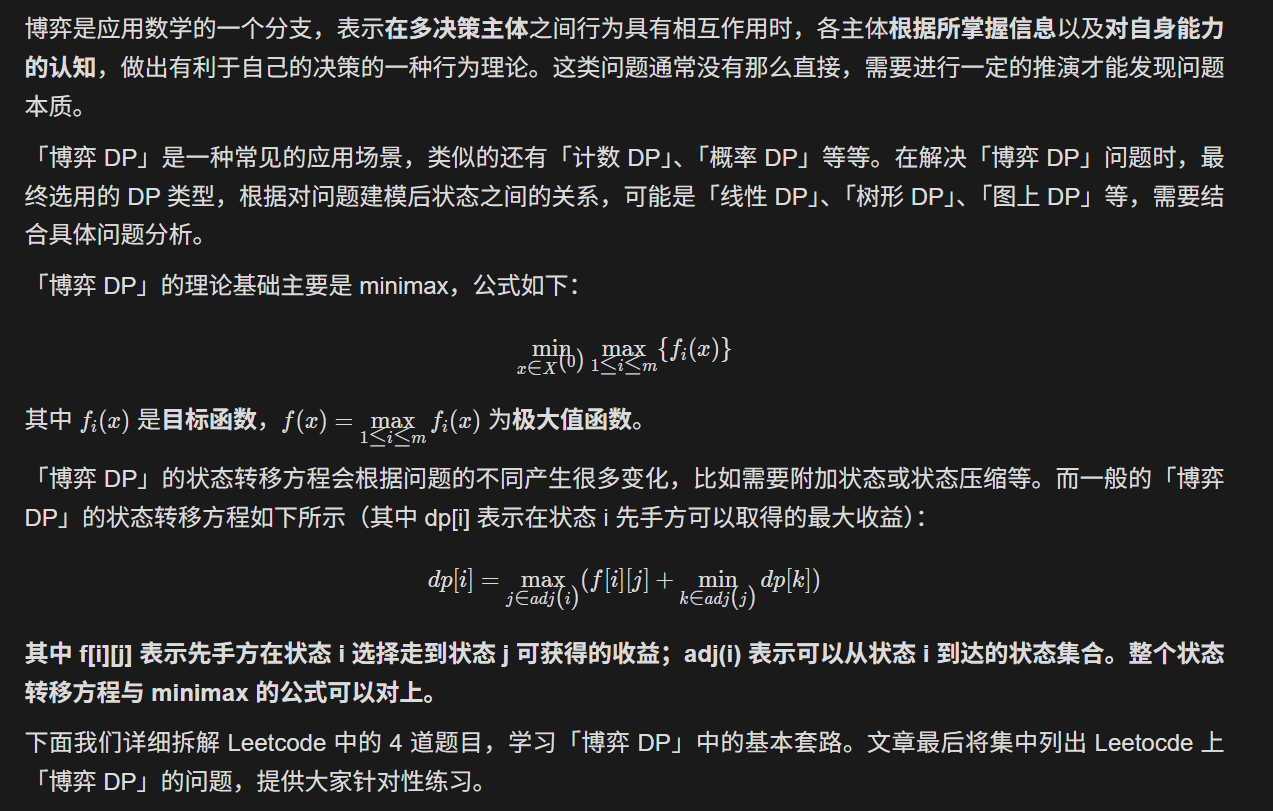 博弈是应用数学的一个分支，表示在多决策主体之间行为具有相互作用时，各主体根据所掌握信息以及对自身能力
的认知，做出有利于自己的决策的一种行为理论。这类问题通常没有那么直接，需要进行一定的推演才能发现问题
本质。
「博弈 DP」是一种常见的应用场景，类似的还有「计数 DP」、「概率 DP」等等。在解决「博弈 DP」问题时，最
终选用的 DP 类型，根据对问题建模后状态之间的关系，可能是「线性 DP」、「树形 DP」、「图上 DP」等，需要结
合具体问题分析。
「博弈 DP」的理论基础主要是 minimax，公式如下：
min_{x∈X(0)} max_{1≤i≤m} {f_i(x)}
其中 f_i(x) 是目标函数，f(x) = max_{1≤i≤m} f_i(x) 为极大值函数。
「博弈 DP」的状态转移方程会根据问题的不同产生很多变化，比如需要附加状态或状态压缩等。而一般的「博弈
DP」的状态转移方程如下所示（其中 dp[i] 表示在状态 i 先手方可以取得的最大收益）：
dp[i] = max_{j∈adj(i)} (f[i][j] + min_{k∈adj(j)} dp[k])
其中 f[i][j] 表示先手方在状态 i 选择走到状态 j 可获得的收益；adj(i) 表示可以从状态 i 到达的状态集合。整个状态
转移方程与 minimax 的公式可以对上。
下面我们详细拆解 Leetcode 中的 4 道题目，学习「博弈 DP」中的基本套路。文章最后将集中列出 Leetocde 上
「博弈 DP」的问题，提供大家针对性练习。